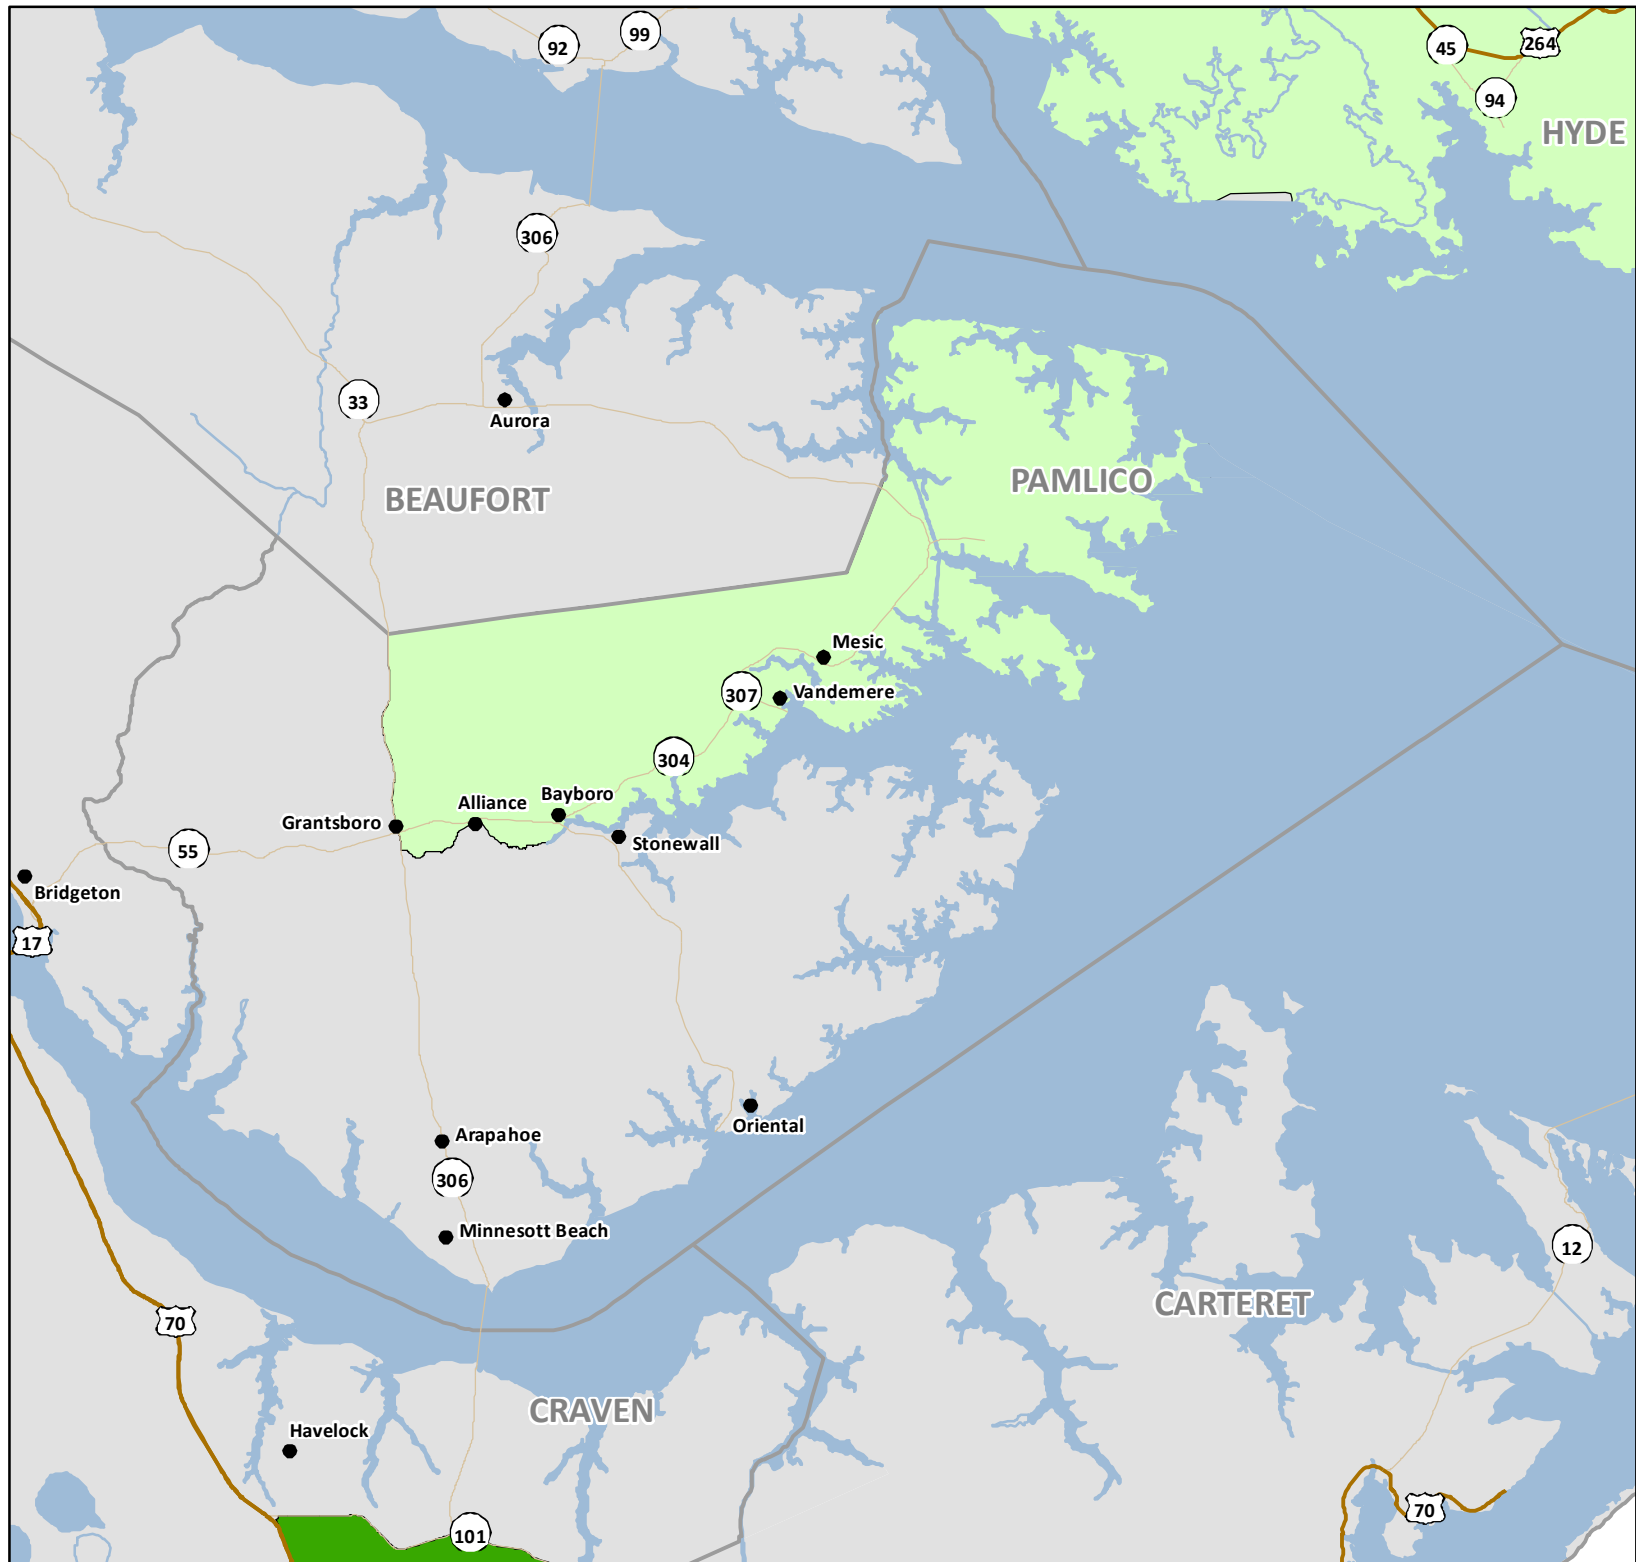 92
99
45
264
94
HYDE
306
33
Aurora
PAMLICO
BEAUFORT
Mesic
307
Vandemere
304
Bayboro
Alliance
Grantsboro
Stonewall
55
Bridgeton
17
Oriental
Arapahoe
306
Minnesott Beach
12
CARTERET
70
CRAVEN
Havelock
70
101